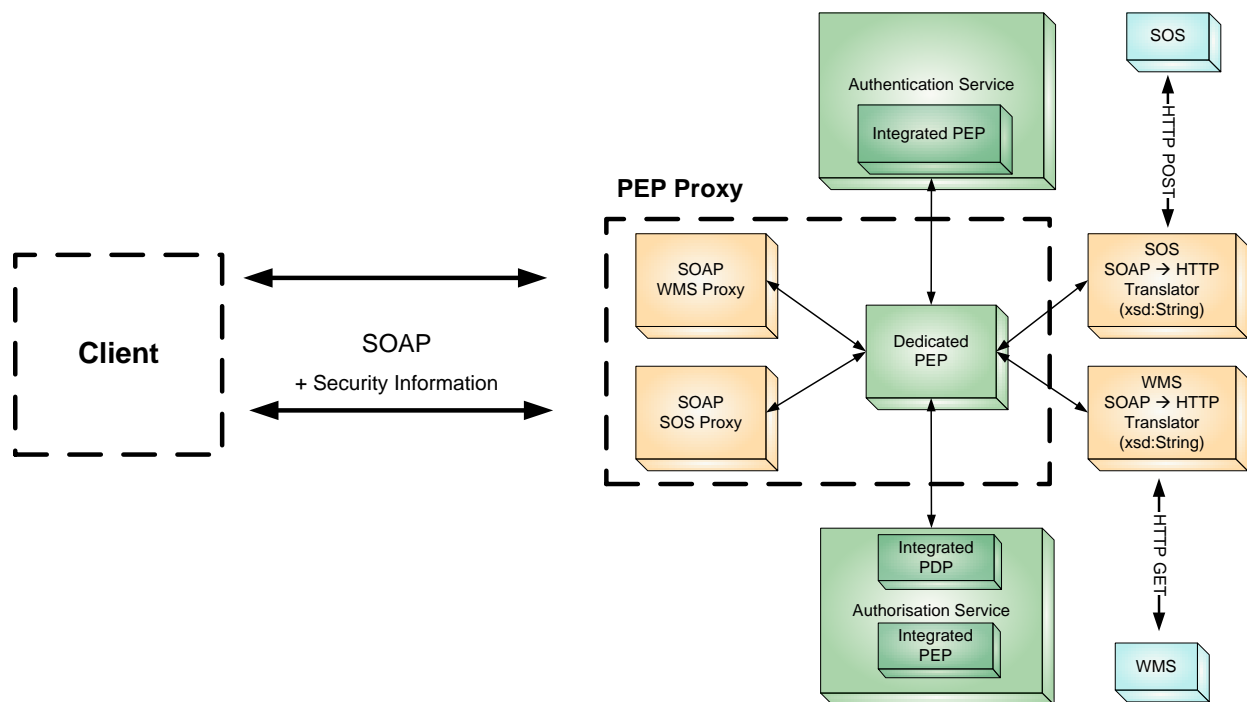 Client
SOAP
+ Security Information
PEP Proxy
SOAP
WMS Proxy
SOAP
SOS Proxy
Authentication Service
Integrated PEP
Dedicated
PEP
Integrated
PDP
Authorisation Service
Integrated
PEP
SOS
HTTP POST
SOS
SOAP → HTTP
Translator
(xsd:String)
WMS
SOAP → HTTP
Translator
(xsd:String)
HTTP GET
WMS